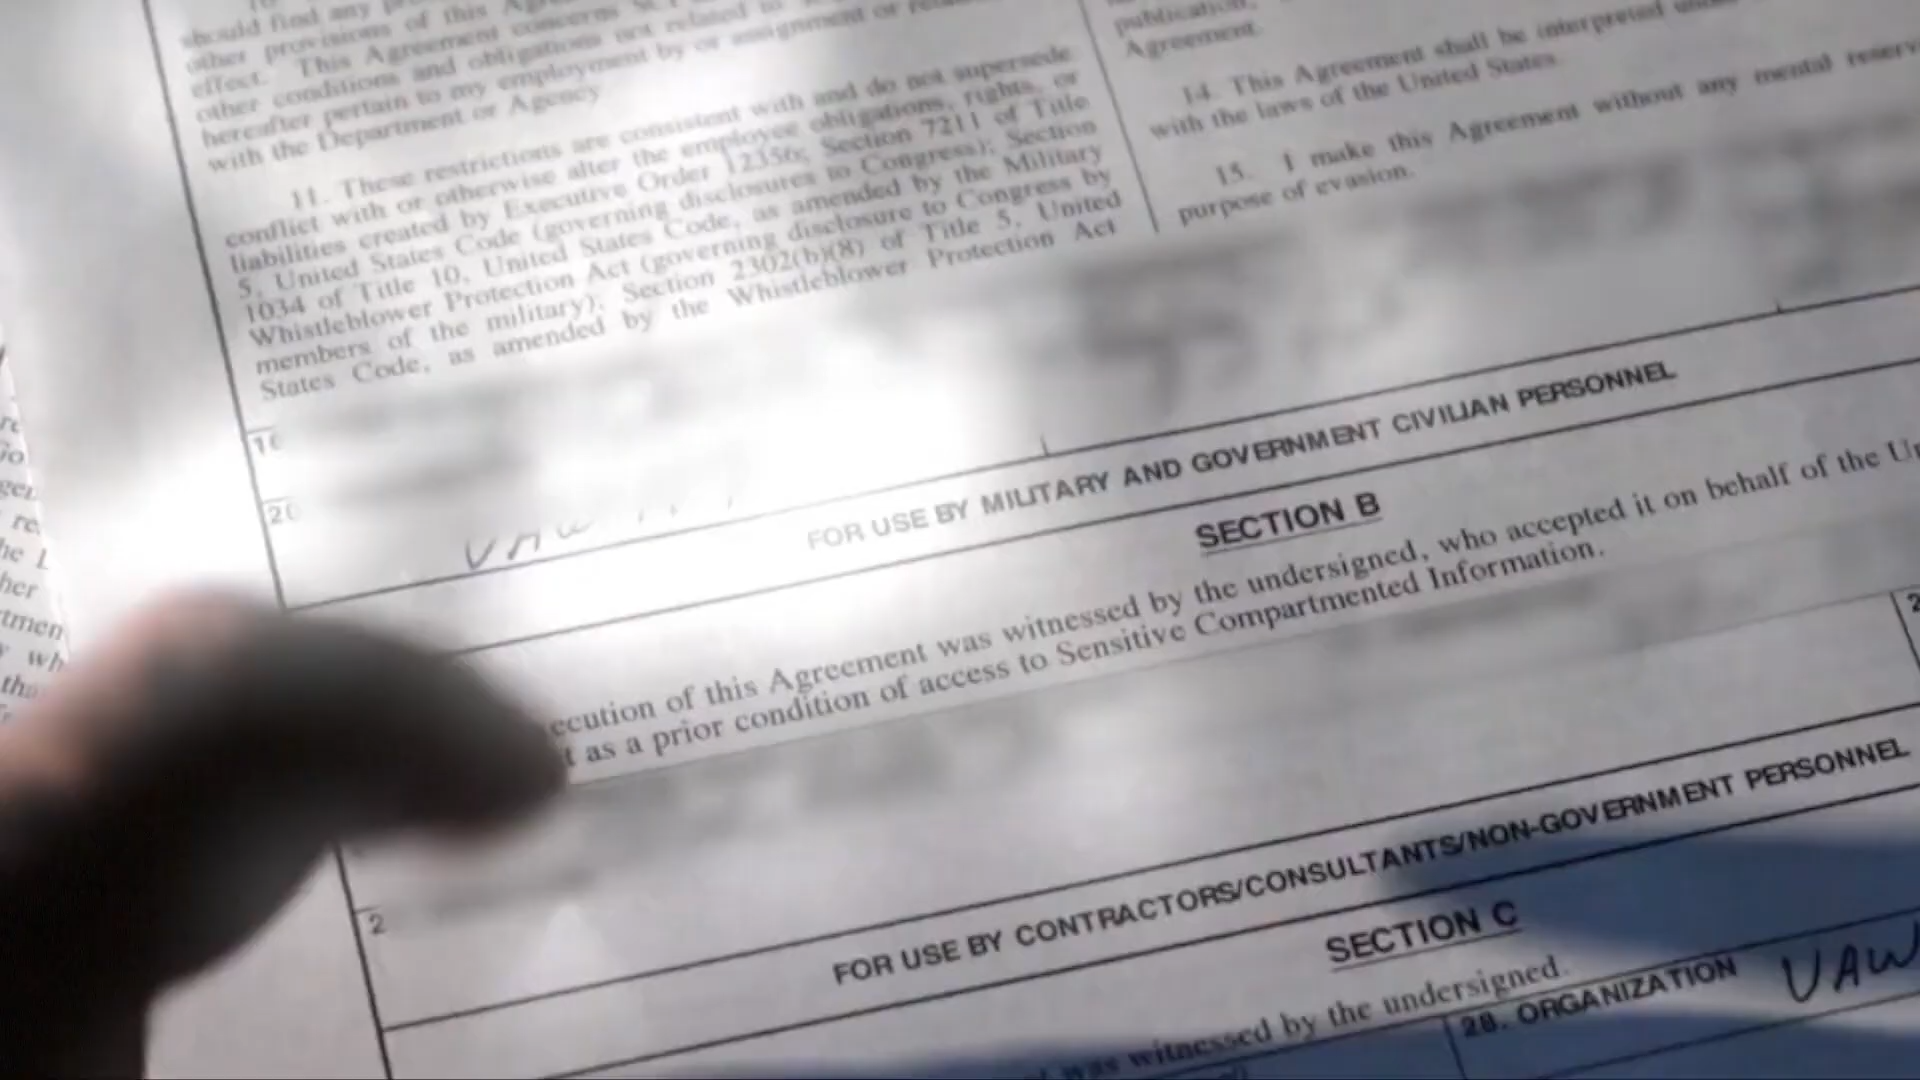 should find any
other provisions of this
effect. This Agreement concerns
other conditions and obligations not related to
hereafter pertain to my employment by or assignment or
with the Department or Agency
11. These restrictions are consistent with and do not supersede
conflict with or otherwise alter the employee obligations, rights, or
liabilities created by Executive Order 12356; Section 7211 of Title
5, United States Code (governing disclosures to Congress); Section
1034 of Title 10, United States Code, as amended by the Military
Whistleblower Protection Act (governing disclosure to Congress by
members of the military); Section 2302(b)(8) of Title 5, United
States Code, as amended by the Whistleblower Protection Act
publication,
Agreement.
14. This Agreement shall be interpreted
with the laws of the United States.
15. I make this Agreement without any mental
purpose of evasion.
FOR USE BY MILITARY AND GOVERNMENT CIVILIAN PERSONNEL
SECTION B
of this Agreement was witnessed by the undersigned, who accepted it on behalf of the
as a prior condition of access to Sensitive Compartmented Information.
2
FOR USE BY CONTRACTORS/CONSULTANTS/NON-GOVERNMENT PERSONNEL
SECTION C
was witnessed by the undersigned.
28. ORGANIZATION UAW